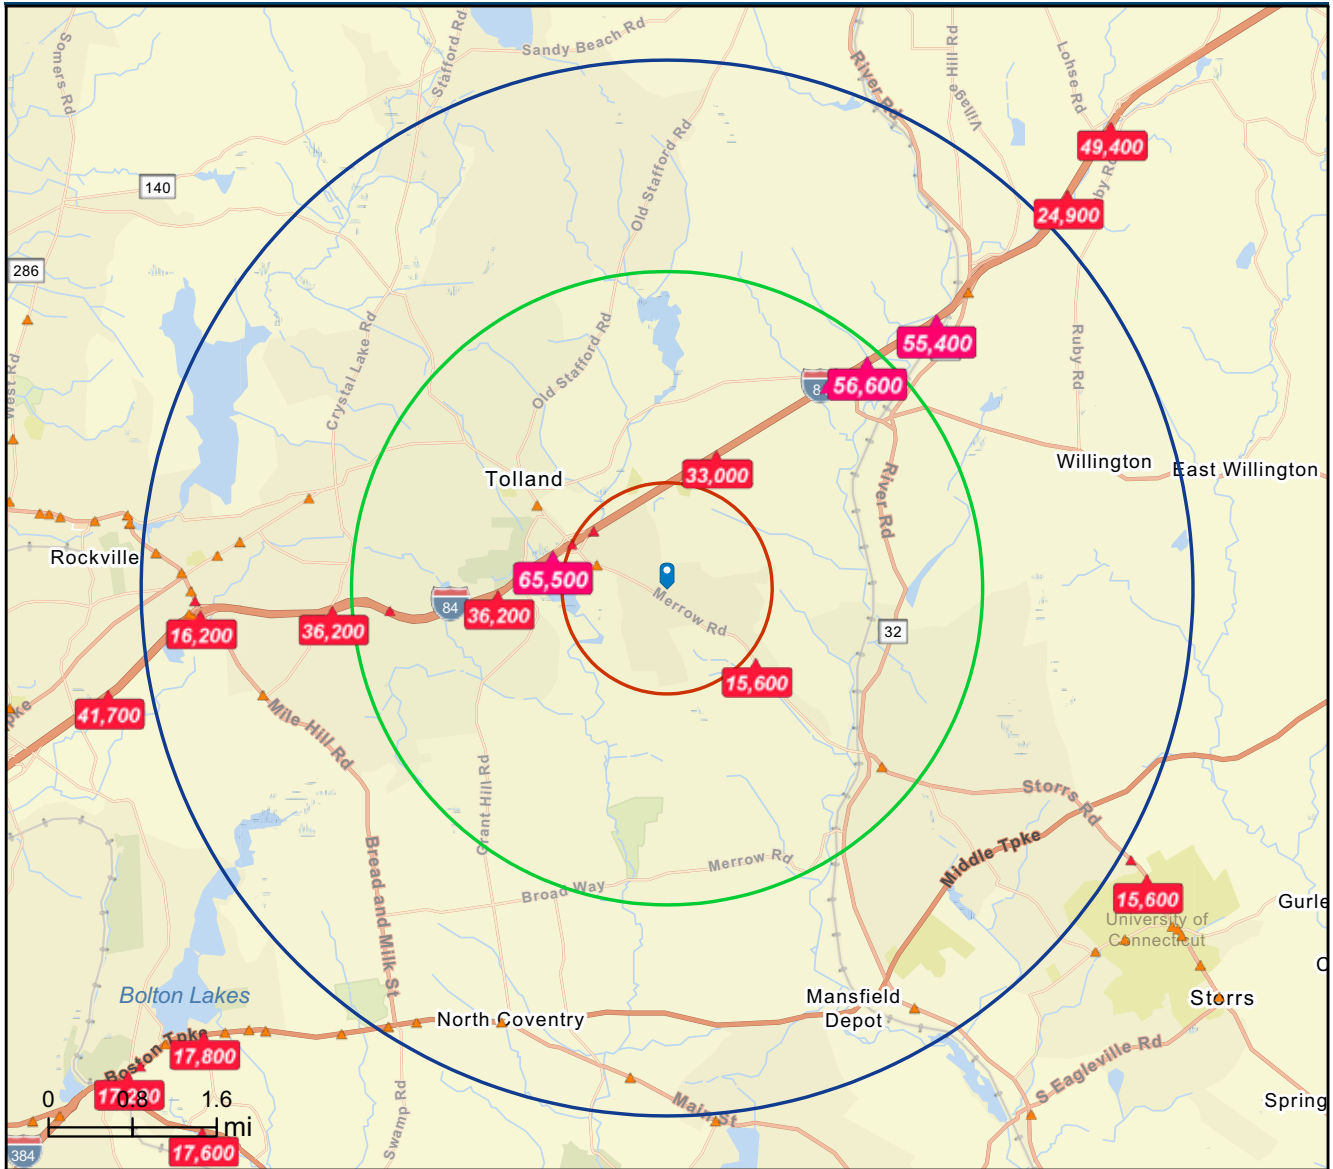 Sandy Beach Rd
Somers Rd
Stafford Rd
River Rd
Village Hill Rd
Lohse Rd
49,400
Old Stafford Rd
140
24,900
286
55,400
Crystal Lake Rd
Old Stafford Rd
Ruby Rd
West Rd
56,600
Willington
East Willington
33,000
Tolland
River Rd
Rockville
65,500
84
36,200
36,200
16,200
Merrow Rd
32
15,600
41,700
Mile Hill Rd
Grant Hill Rd
Storrs Rd
Middle Tpke
Merrow Rd
Broad Way
Bread and Milk St
15,600
University of
Connecticut
Bolton Lakes
North Coventry
Mansfield
Depot
Storrs
Boston Tpke
17,800
S Eagleville Rd
Swamp Rd
Main St
Spring
0 0.8 1.6
mi
17,600
384